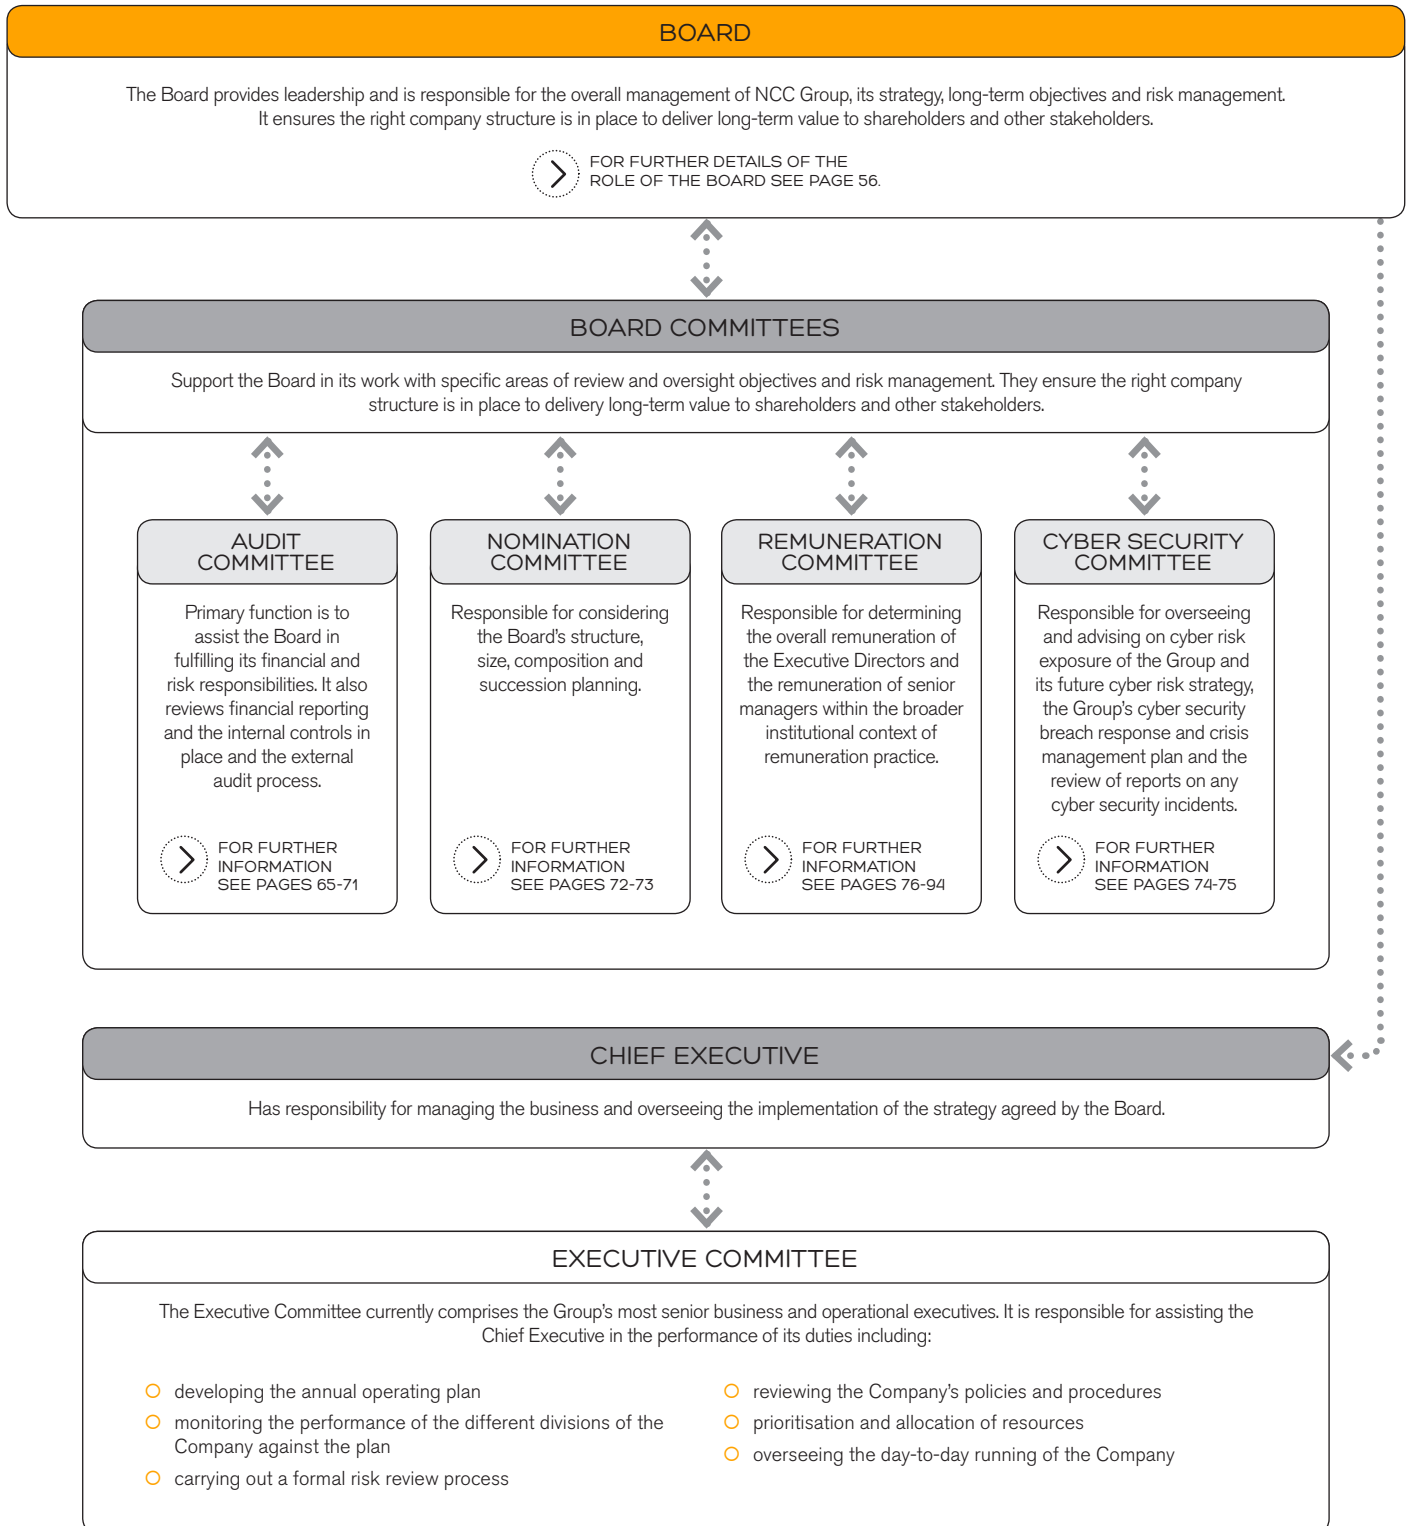 BOARD
The Board provides leadership and is responsible for the overall management of NCC Group, its strategy, long-term objectives and risk management.
It ensures the right company structure is in place to deliver long-term value to shareholders and other stakeholders.
FOR FURTHER DETAILS OF THE
ROLE OF THE BOARD SEE PAGE 56.
BOARD COMMITTEES
Support the Board in its work with specific areas of review and oversight objectives and risk management. They ensure the right company
structure is in place to delivery long-term value to shareholders and other stakeholders.
AUDIT
COMMITTEE
Primary function is to
assist the Board in
fulfilling its financial and
risk responsibilities. It also
reviews financial reporting
and the internal controls in
place and the external
audit process.
FOR FURTHER
INFORMATION
SEE PAGES 65-71
NOMINATION
COMMITTEE
Responsible for considering
the Board's structure,
size, composition and
succession planning.
FOR FURTHER
INFORMATION
SEE PAGES 72-73
REMUNERATION
COMMITTEE
Responsible for determining
the overall remuneration of
the Executive Directors and
the remuneration of senior
managers within the broader
institutional context of
remuneration practice.
FOR FURTHER
INFORMATION
SEE PAGES 76-94
CYBER SECURITY
COMMITTEE
Responsible for overseeing
and advising on cyber risk
exposure of the Group and
its future cyber risk strategy,
the Group's cyber security
breach response and crisis
management plan and the
review of reports on any
cyber security incidents.
FOR FURTHER
INFORMATION
SEE PAGES 74-75
CHIEF EXECUTIVE
Has responsibility for managing the business and overseeing the implementation of the strategy agreed by the Board.
EXECUTIVE COMMITTEE
The Executive Committee currently comprises the Group's most senior business and operational executives. It is responsible for assisting the
Chief Executive in the performance of its duties including:
developing the annual operating plan
monitoring the performance of the different divisions of the
Company against the plan
carrying out a formal risk review process
reviewing the Company's policies and procedures
prioritisation and allocation of resources
overseeing the day-to-day running of the Company